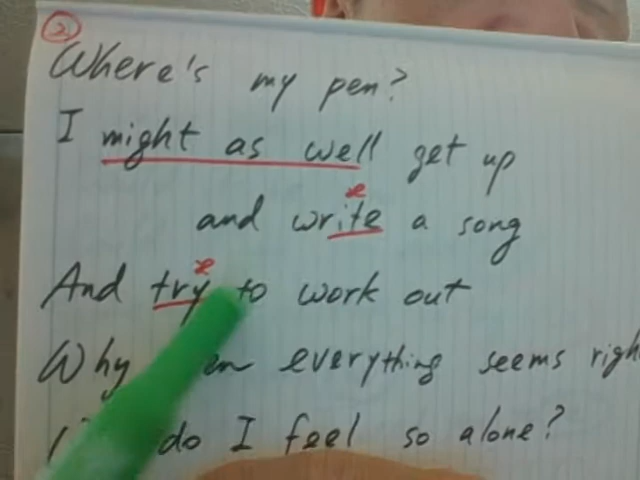 ②
Where's my pen?
I might as well get up
and write a song
And try to work out
Why everything seems
do I feel so alone?